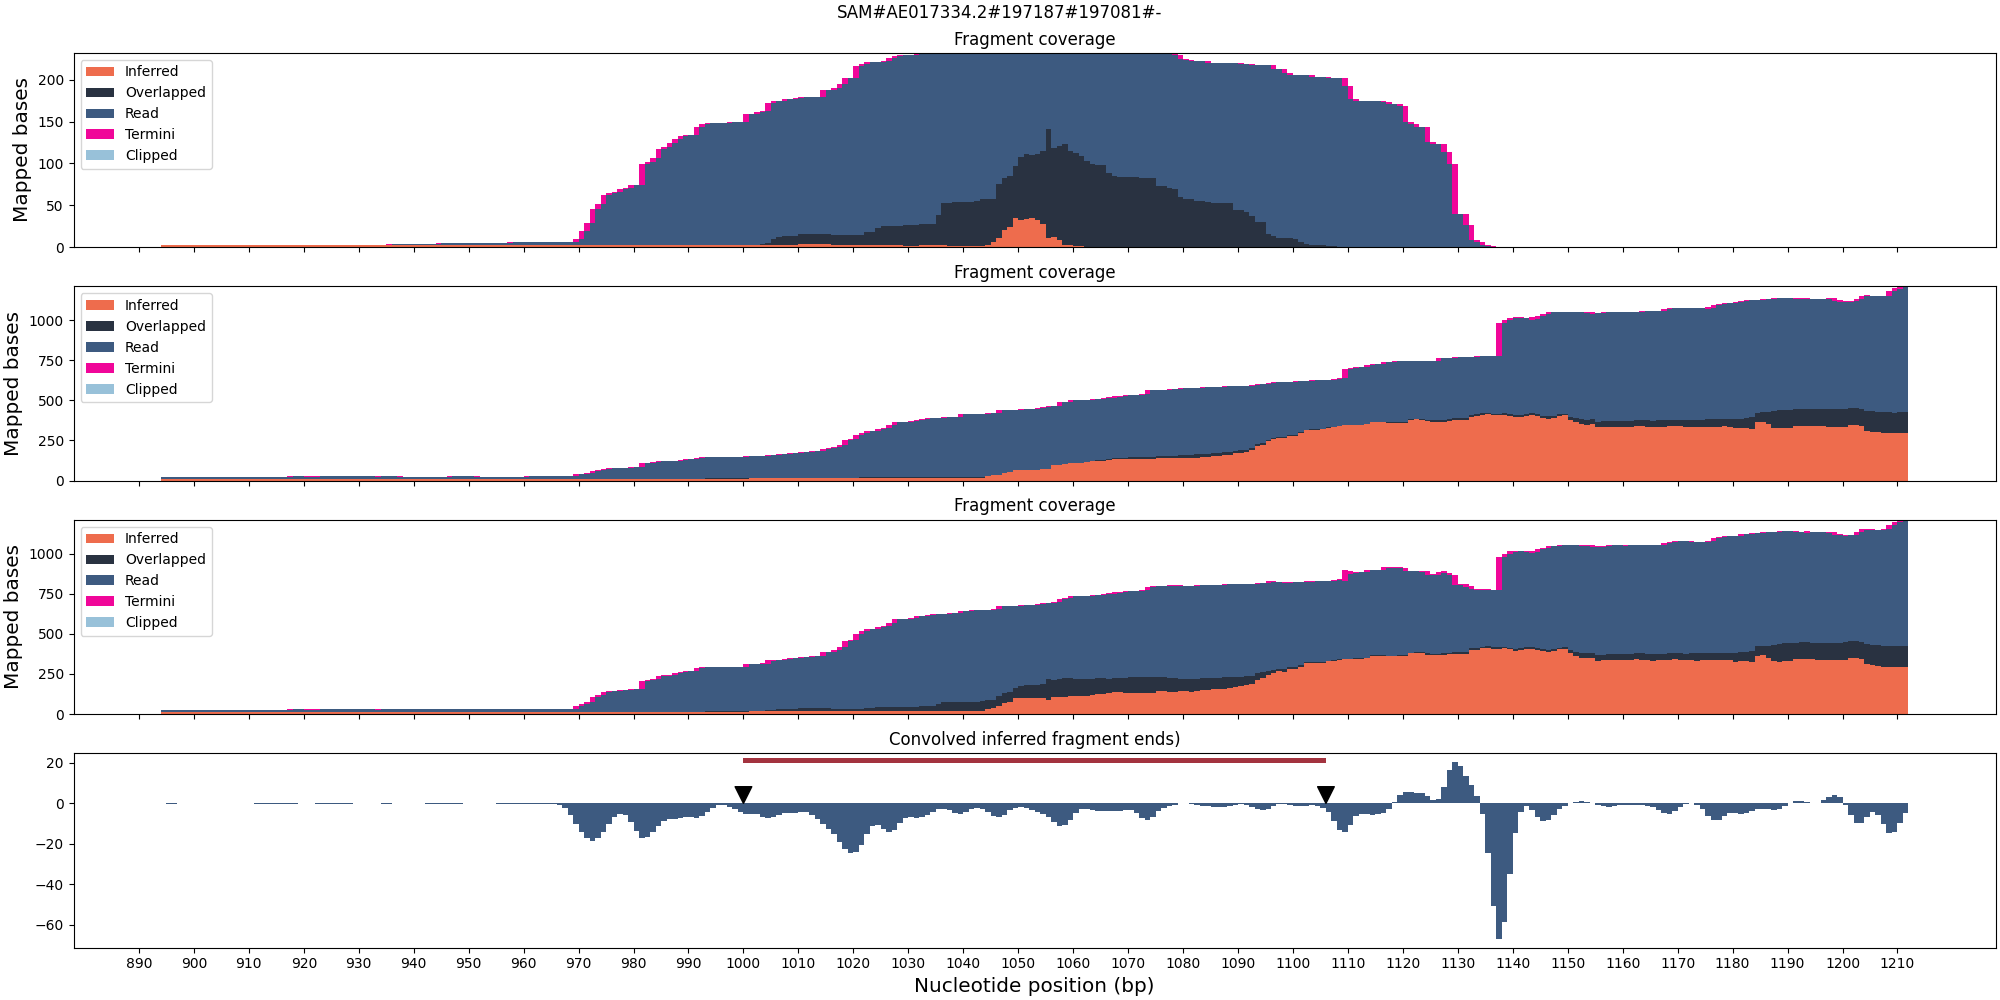 SAM#AE017334.2#197187#197081#-
Fragment coverage
Mapped bases
200
150
100
50
0
Inferred
Overlapped
Read
Termini
Clipped
Fragment coverage
Mapped bases
1000
750
500
250
0
Inferred
Overlapped
Read
Termini
Clipped
Fragment coverage
Mapped bases
1000
750
500
250
0
Inferred
Overlapped
Read
Termini
Clipped
Convolved inferred fragment ends)
20
0
−20
−40
−60
890 900 910 920 930 940 950 960 970 980 990 1000 1010 1020 1030 1040 1050 1060 1070 1080 1090 1100 1110 1120 1130 1140 1150 1160 1170 1180 1190 1200 1210
Nucleotide position (bp)